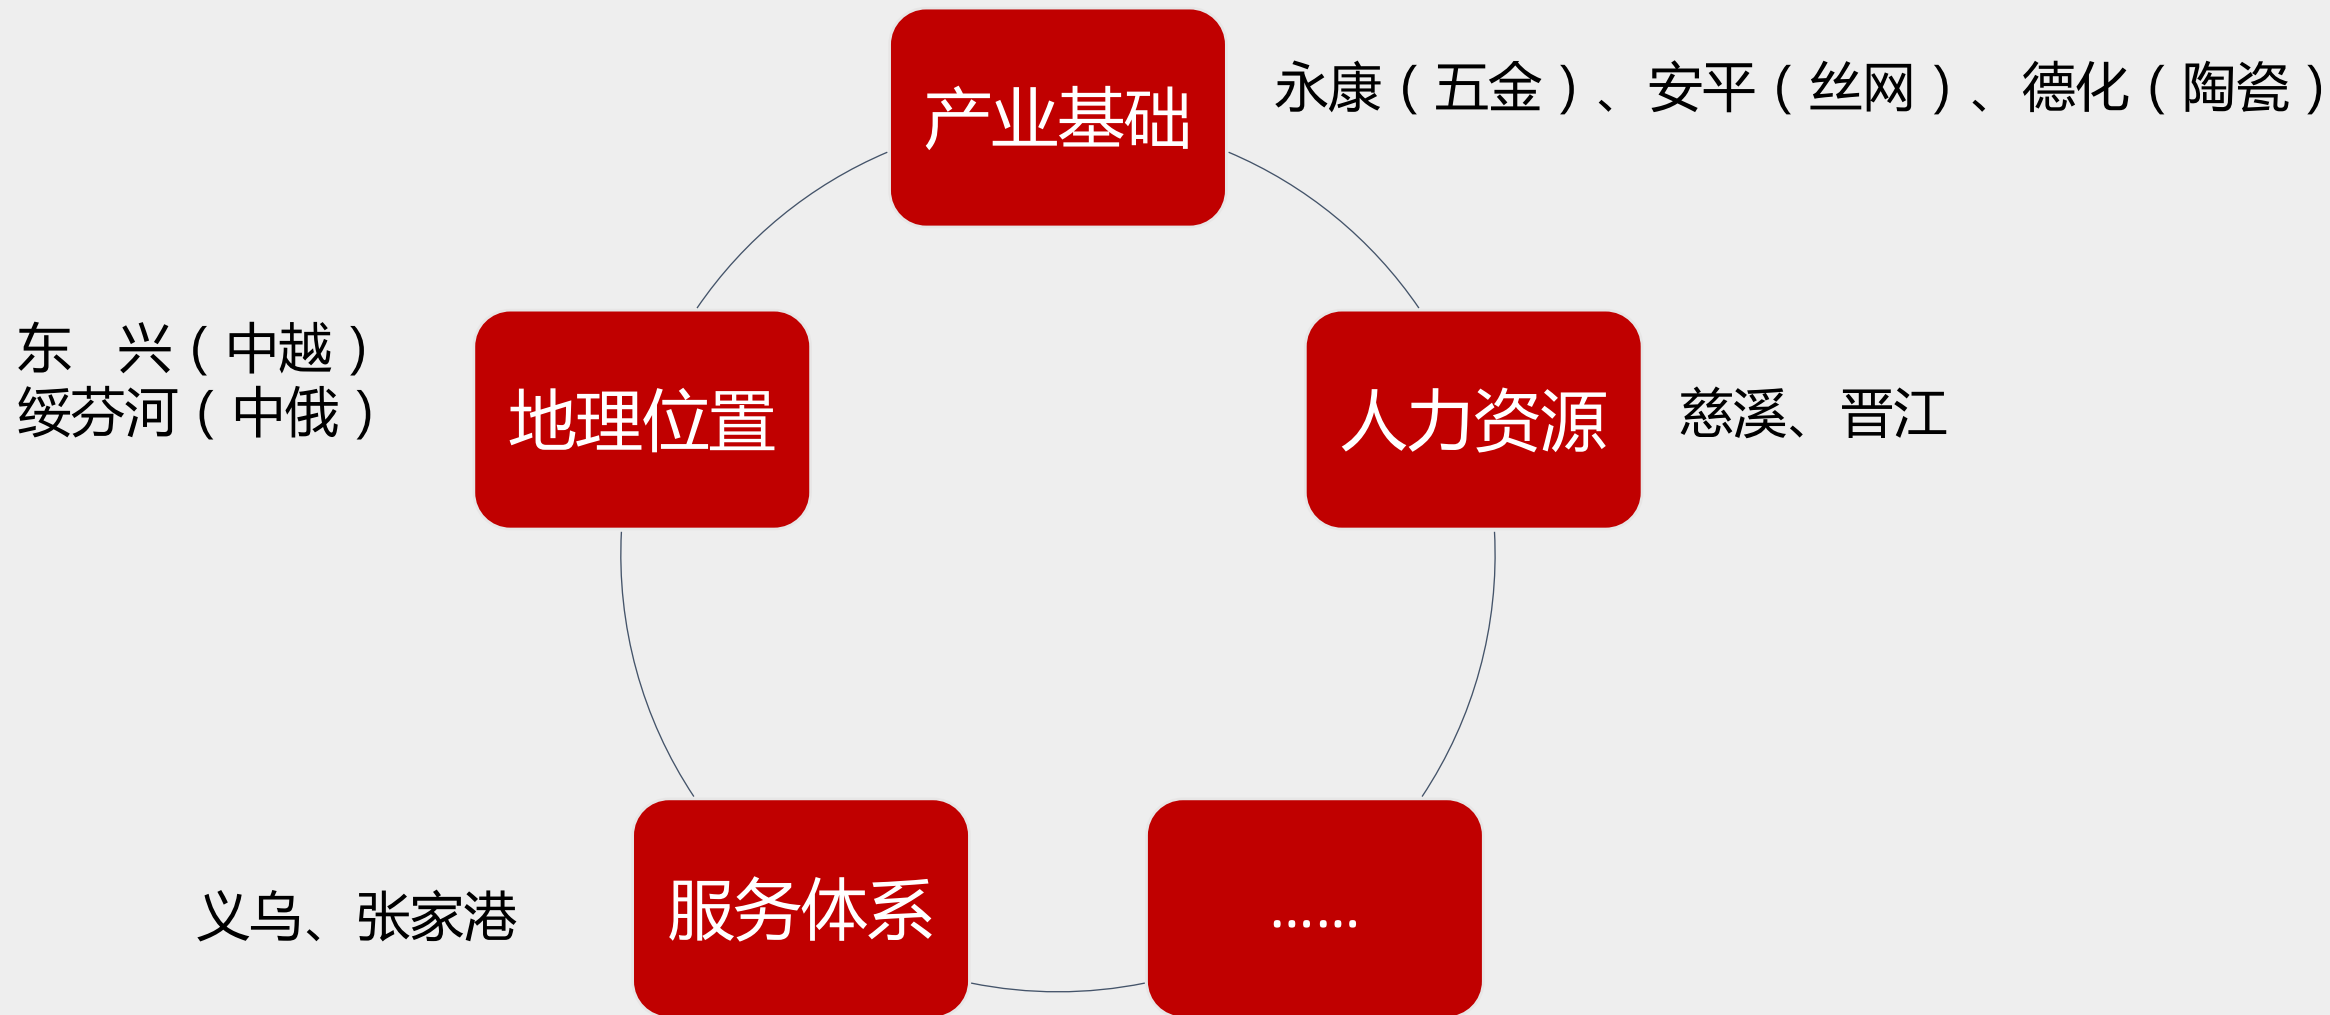 产业基础
永康（五金）、安平（丝网）、德化（陶瓷）
东　兴（中越）
绥芬河（中俄）
地理位置
人力资源
慈溪、晋江
义乌、张家港
服务体系
……